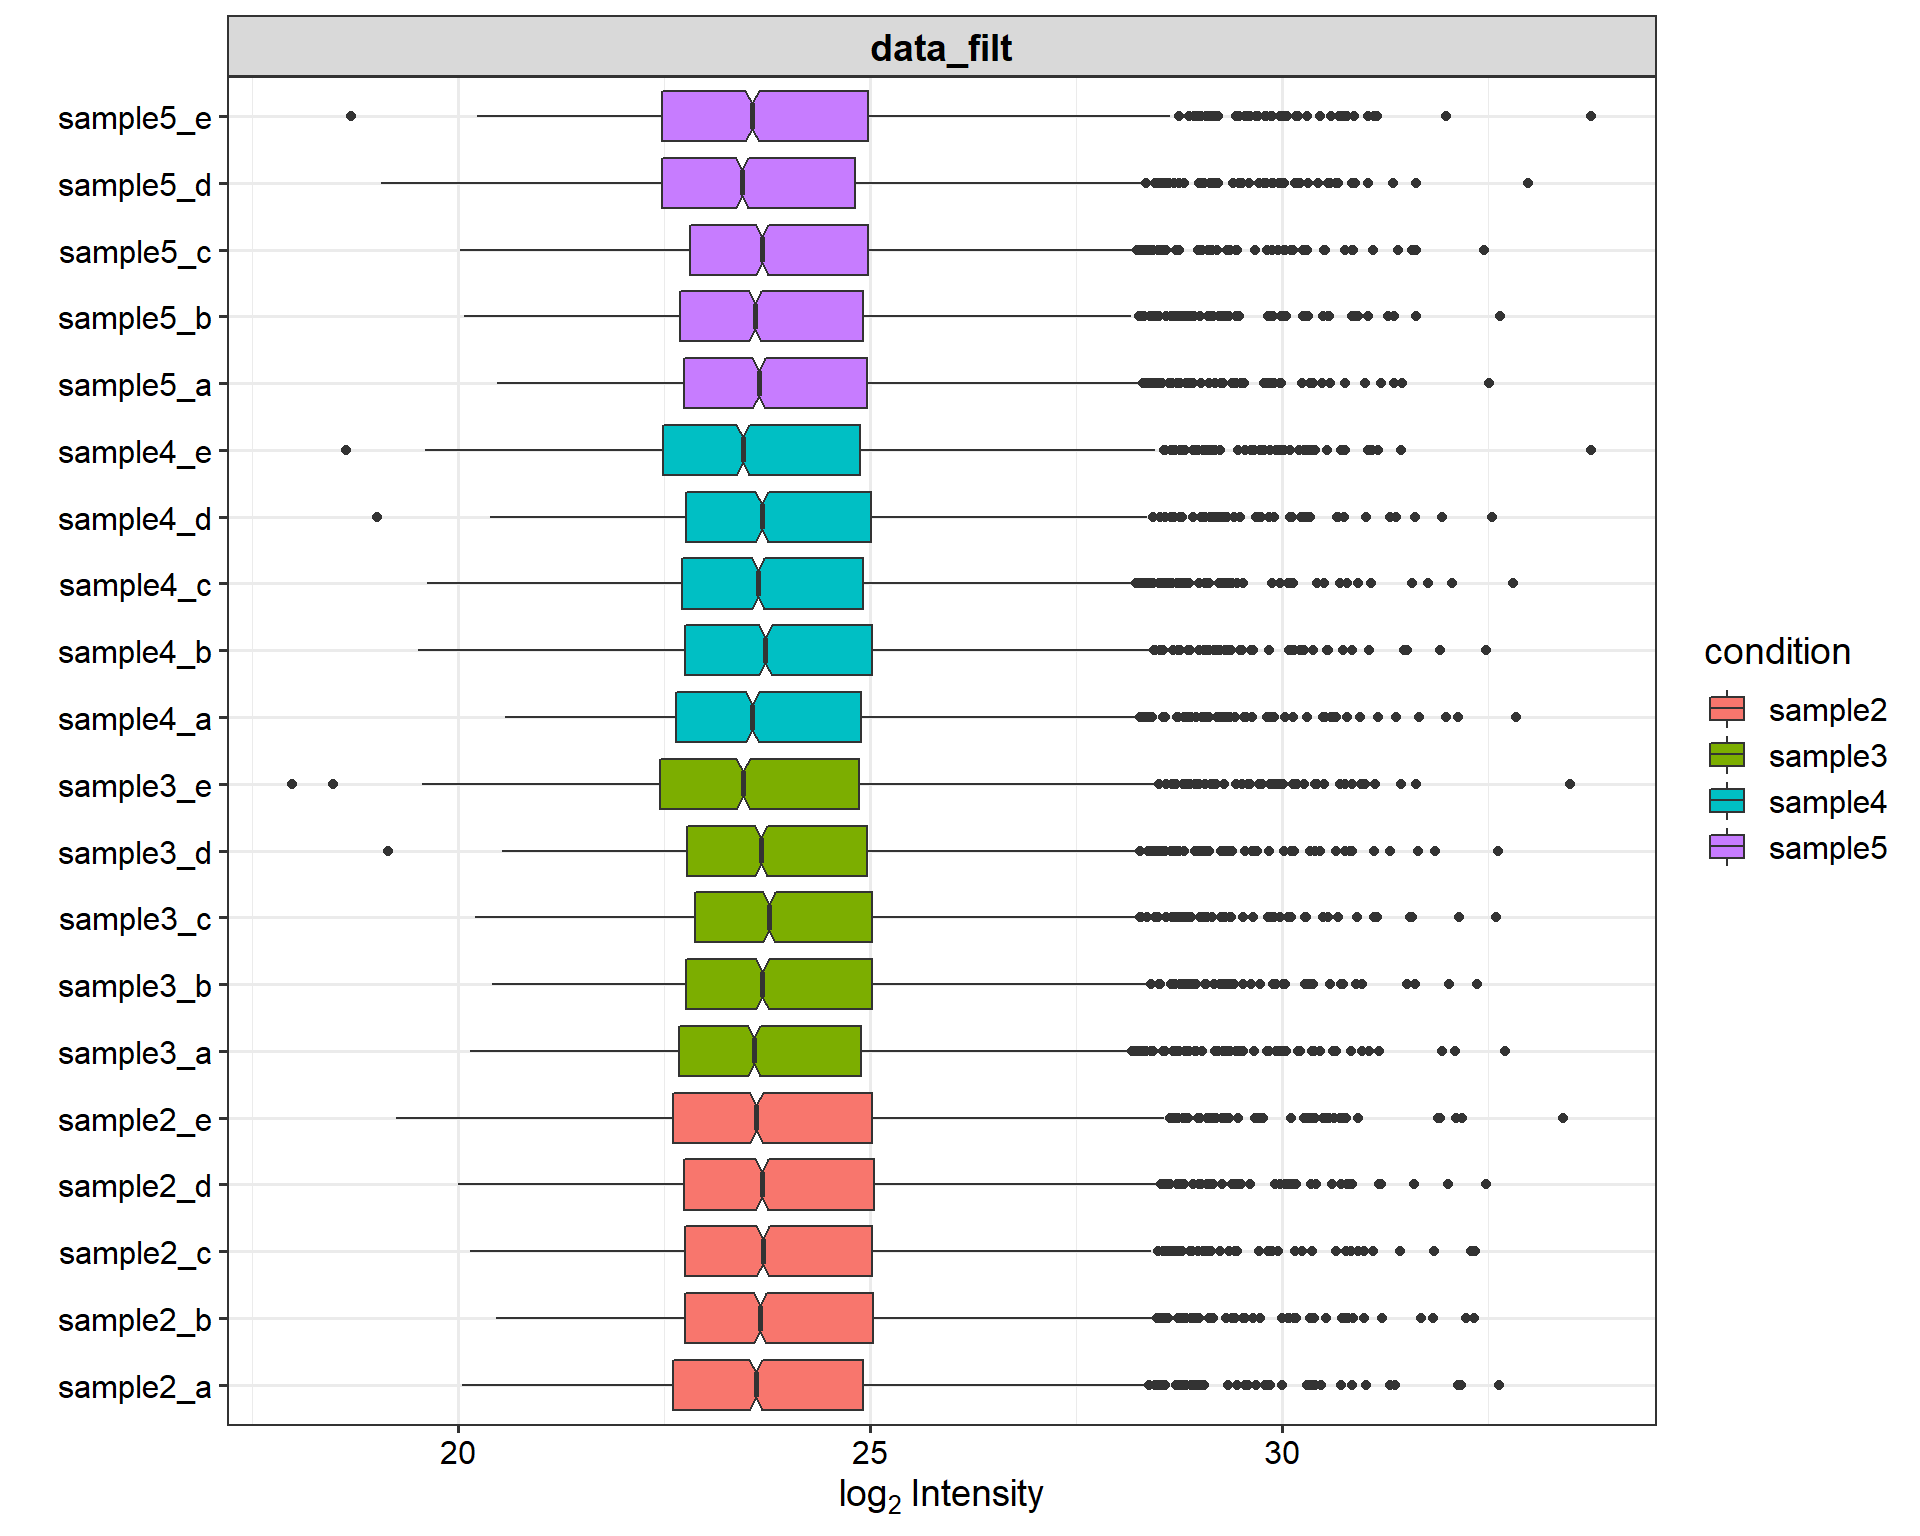 data_filt
sample5_e
sample5_d
sample5_c
sample5_b
sample5_a
sample4_e
sample4_d
sample4_c
sample4_b
sample4_a
sample3_e
sample3_d
sample3_c
sample3_b
sample3_a
sample2_e
sample2_d
sample2_c
sample2_b
sample2_a
20 25 30
log₂ Intensity
condition
sample2
sample3
sample4
sample5